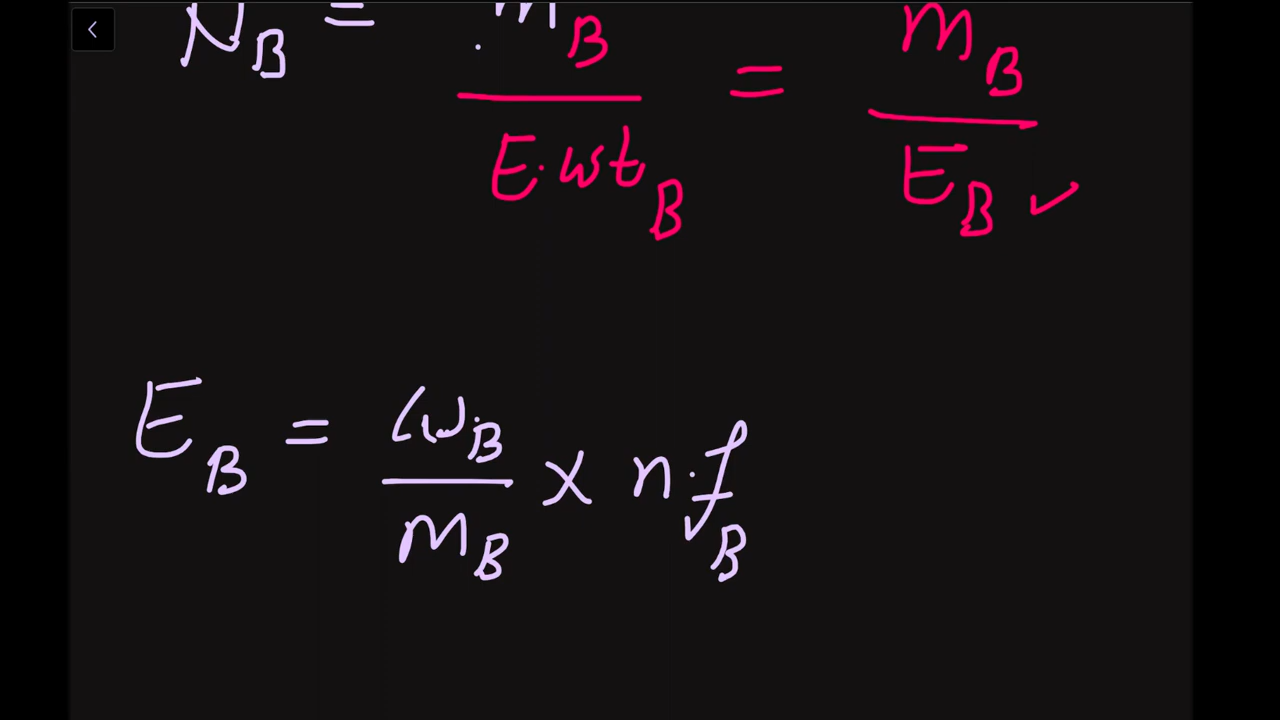 N_B = m_B / E.wt_B = m_B / E_B ✓
E_B = W_B / m_B × n.f_B